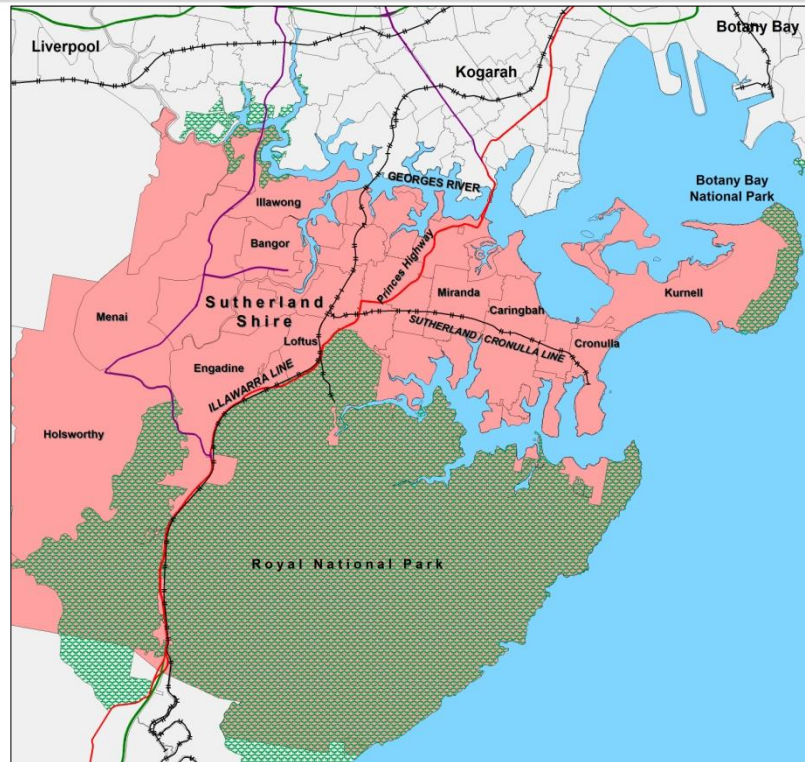 Liverpool
Botany Bay
Kogarah
GEORGES RIVER
Botany Bay
National Park
Illawong
Bangor
Princes Highway
Sutherland
Shire
Miranda
Kurnell
Caringbah
Menai
Loftus
SUTHERLAND / CRONULLA LINE
Cronulla
Engadine
ILLAWARRA LINE
Holsworthy
Royal National Park